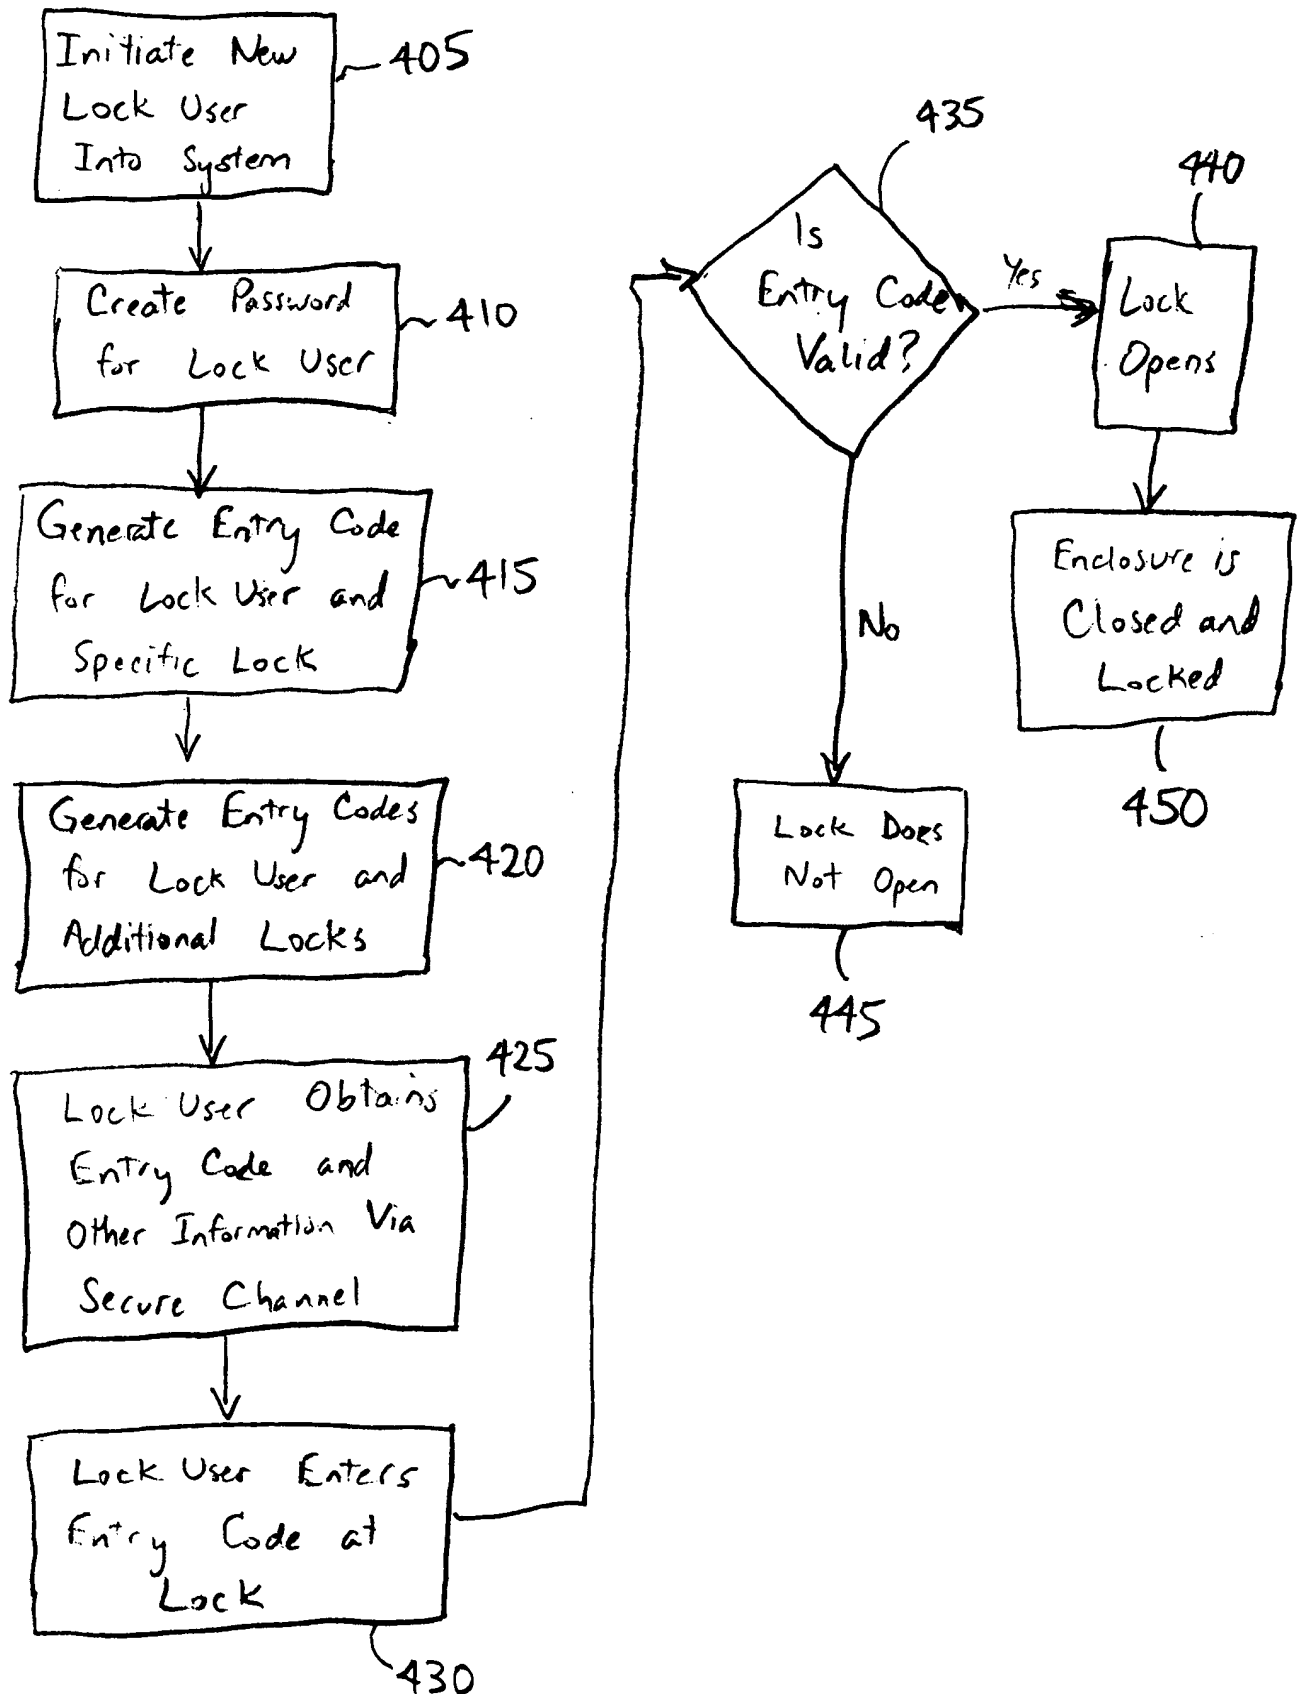 Initiate New
Lock User
Into System
405
Create Password
for Lock User
410
Generate Entry Code
for Lock User and
Specific Lock
415
Generate Entry Codes
for Lock User and
Additional Locks
420
Lock User Obtains
Entry Code and
Other Information Via
Secure Channel
425
Lock User Enters
Entry Code at
Lock
430
Is
Entry Code
Valid?
435
Yes
No
Lock
Opens
440
Lock Does
Not Open
445
Enclosure is
Closed and
Locked
450